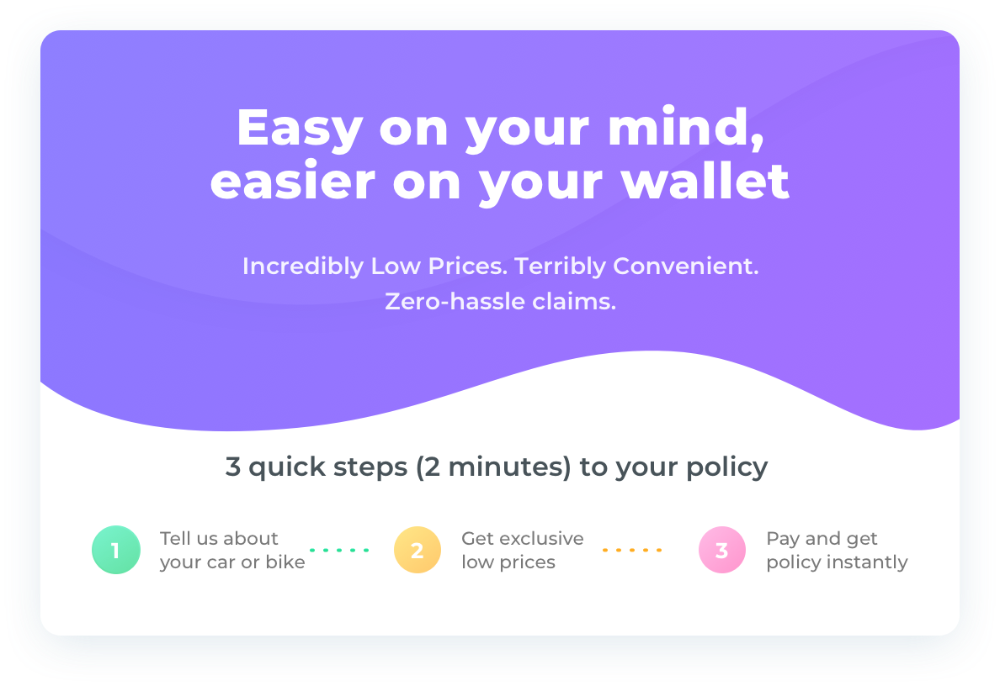 Easy on your mind,
easier on your wallet
Incredibly Low Prices. Terribly Convenient.
Zero-hassle claims.
3 quick steps (2 minutes) to your policy
1
Tell us about
your car or bike
2
Get exclusive
low prices
3
Pay and get
policy instantly